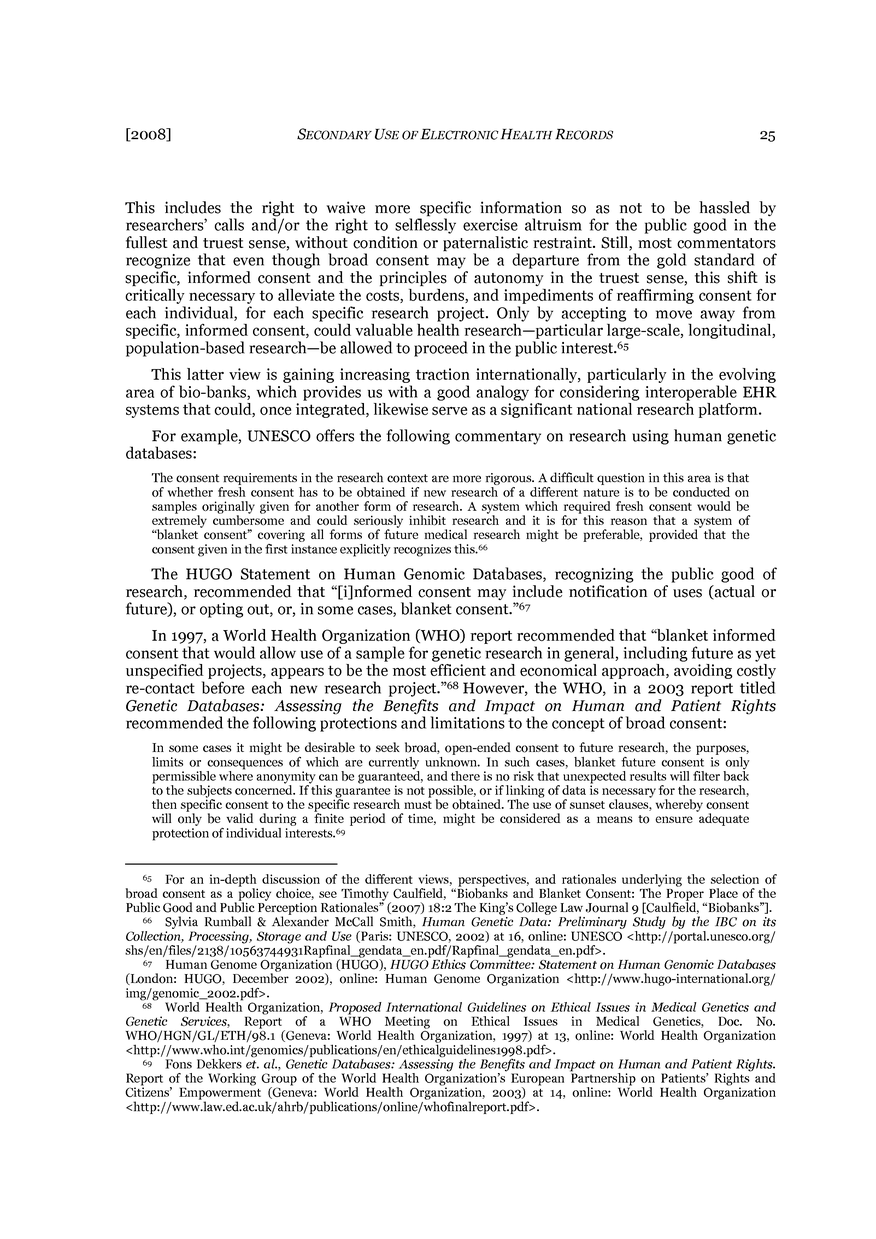 [2008] SECONDARY USE OF ELECTRONIC HEALTH RECORDS 25
This includes the right to waive more specific information so as not to be hassled by
researchers’ calls and/or the right to selflessly exercise altruism for the public good in the
fullest and truest sense, without condition or paternalistic restraint. Still, most commentators
recognize that even though broad consent may be a departure from the gold standard of
specific, informed consent and the principles of autonomy in the truest sense, this shift is
critically necessary to alleviate the costs, burdens, and impediments of reaffirming consent for
each individual, for each specific research project. Only by accepting to move away from
specific, informed consent, could valuable health research—particular large-scale, longitudinal,
population-based research—be allowed to proceed in the public interest.65
This latter view is gaining increasing traction internationally, particularly in the evolving
area of bio-banks, which provides us with a good analogy for considering interoperable EHR
systems that could, once integrated, likewise serve as a significant national research platform.
For example, UNESCO offers the following commentary on research using human genetic
databases:
The consent requirements in the research context are more rigorous. A difficult question in this area is that
of whether fresh consent has to be obtained if new research of a different nature is to be conducted on
samples originally given for another form of research. A system which required fresh consent would be
extremely cumbersome and could seriously inhibit research and it is for this reason that a system of
“blanket consent” covering all forms of future medical research might be preferable, provided that the
consent given in the first instance explicitly recognizes this.66
The HUGO Statement on Human Genomic Databases, recognizing the public good of
research, recommended that “[i]nformed consent may include notification of uses (actual or
future), or opting out, or, in some cases, blanket consent.”67
In 1997, a World Health Organization (WHO) report recommended that “blanket informed
consent that would allow use of a sample for genetic research in general, including future as yet
unspecified projects, appears to be the most efficient and economical approach, avoiding costly
re-contact before each new research project.”68 However, the WHO, in a 2003 report titled
Genetic Databases: Assessing the Benefits and Impact on Human and Patient Rights
recommended the following protections and limitations to the concept of broad consent:
In some cases it might be desirable to seek broad, open-ended consent to future research, the purposes,
limits or consequences of which are currently unknown. In such cases, blanket future consent is only
permissible where anonymity can be guaranteed, and there is no risk that unexpected results will filter back
to the subjects concerned. If this guarantee is not possible, or if linking of data is necessary for the research,
then specific consent to the specific research must be obtained. The use of sunset clauses, whereby consent
will only be valid during a finite period of time, might be considered as a means to ensure adequate
protection of individual interests.69
65 For an in-depth discussion of the different views, perspectives, and rationales underlying the selection of
broad consent as a policy choice, see Timothy Caulfield, “Biobanks and Blanket Consent: The Proper Place of the
Public Good and Public Perception Rationales” (2007) 18:2 The King’s College Law Journal 9 [Caulfield, “Biobanks”].
66 Sylvia Rumball & Alexander McCall Smith, Human Genetic Data: Preliminary Study by the IBC on its
Collection, Processing, Storage and Use (Paris: UNESCO, 2002) at 16, online: UNESCO <http://portal.unesco.org/
shs/en/files/2138/10563744931Rapfinal_gendata_en.pdf/Rapfinal_gendata_en.pdf>.
67 Human Genome Organization (HUGO), HUGO Ethics Committee: Statement on Human Genomic Databases
(London: HUGO, December 2002), online: Human Genome Organization <http://www.hugo-international.org/
img/genomic_2002.pdf>.
68 World Health Organization, Proposed International Guidelines on Ethical Issues in Medical Genetics and
Genetic Services, Report of a WHO Meeting on Ethical Issues in Medical Genetics, Doc. No.
WHO/HGN/GL/ETH/98.1 (Geneva: World Health Organization, 1997) at 13, online: World Health Organization
<http://www.who.int/genomics/publications/en/ethicalguidelines1998.pdf>.
69 Fons Dekkers et. al., Genetic Databases: Assessing the Benefits and Impact on Human and Patient Rights.
Report of the Working Group of the World Health Organization’s European Partnership on Patients’ Rights and
Citizens’ Empowerment (Geneva: World Health Organization, 2003) at 14, online: World Health Organization
<http://www.law.ed.ac.uk/ahrb/publications/online/whofinalreport.pdf>.